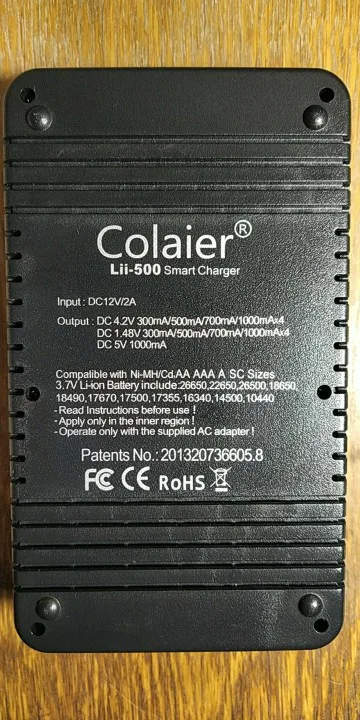 Colaier®
Lii-500 Smart Charger
Input : DC12V/2A
Output : DC 4.2V 300mA/500mA/700mA/1000mAx4
DC 1.48V 300mA/500mA/700mA/1000mAx4
DC 5V 1000mA
Compatible with Ni-MH/Cd.AA AAA A SC Sizes
3.7V Li-ion Battery include:26650,22650,26500,18650,
18490,17670,17500,17355,16340,14500,10440
- Read Instructions before use !
- Apply only in the inner region !
- Operate only with the supplied AC adapter !
Patents No.: 201320736605.8
FC CE RoHS